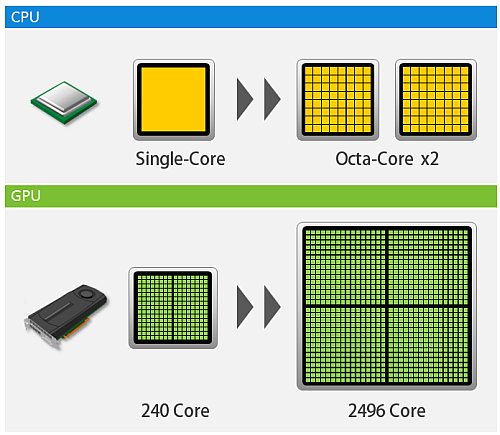 CPU
Single-Core
Octa-Core x2
GPU
240 Core
2496 Core